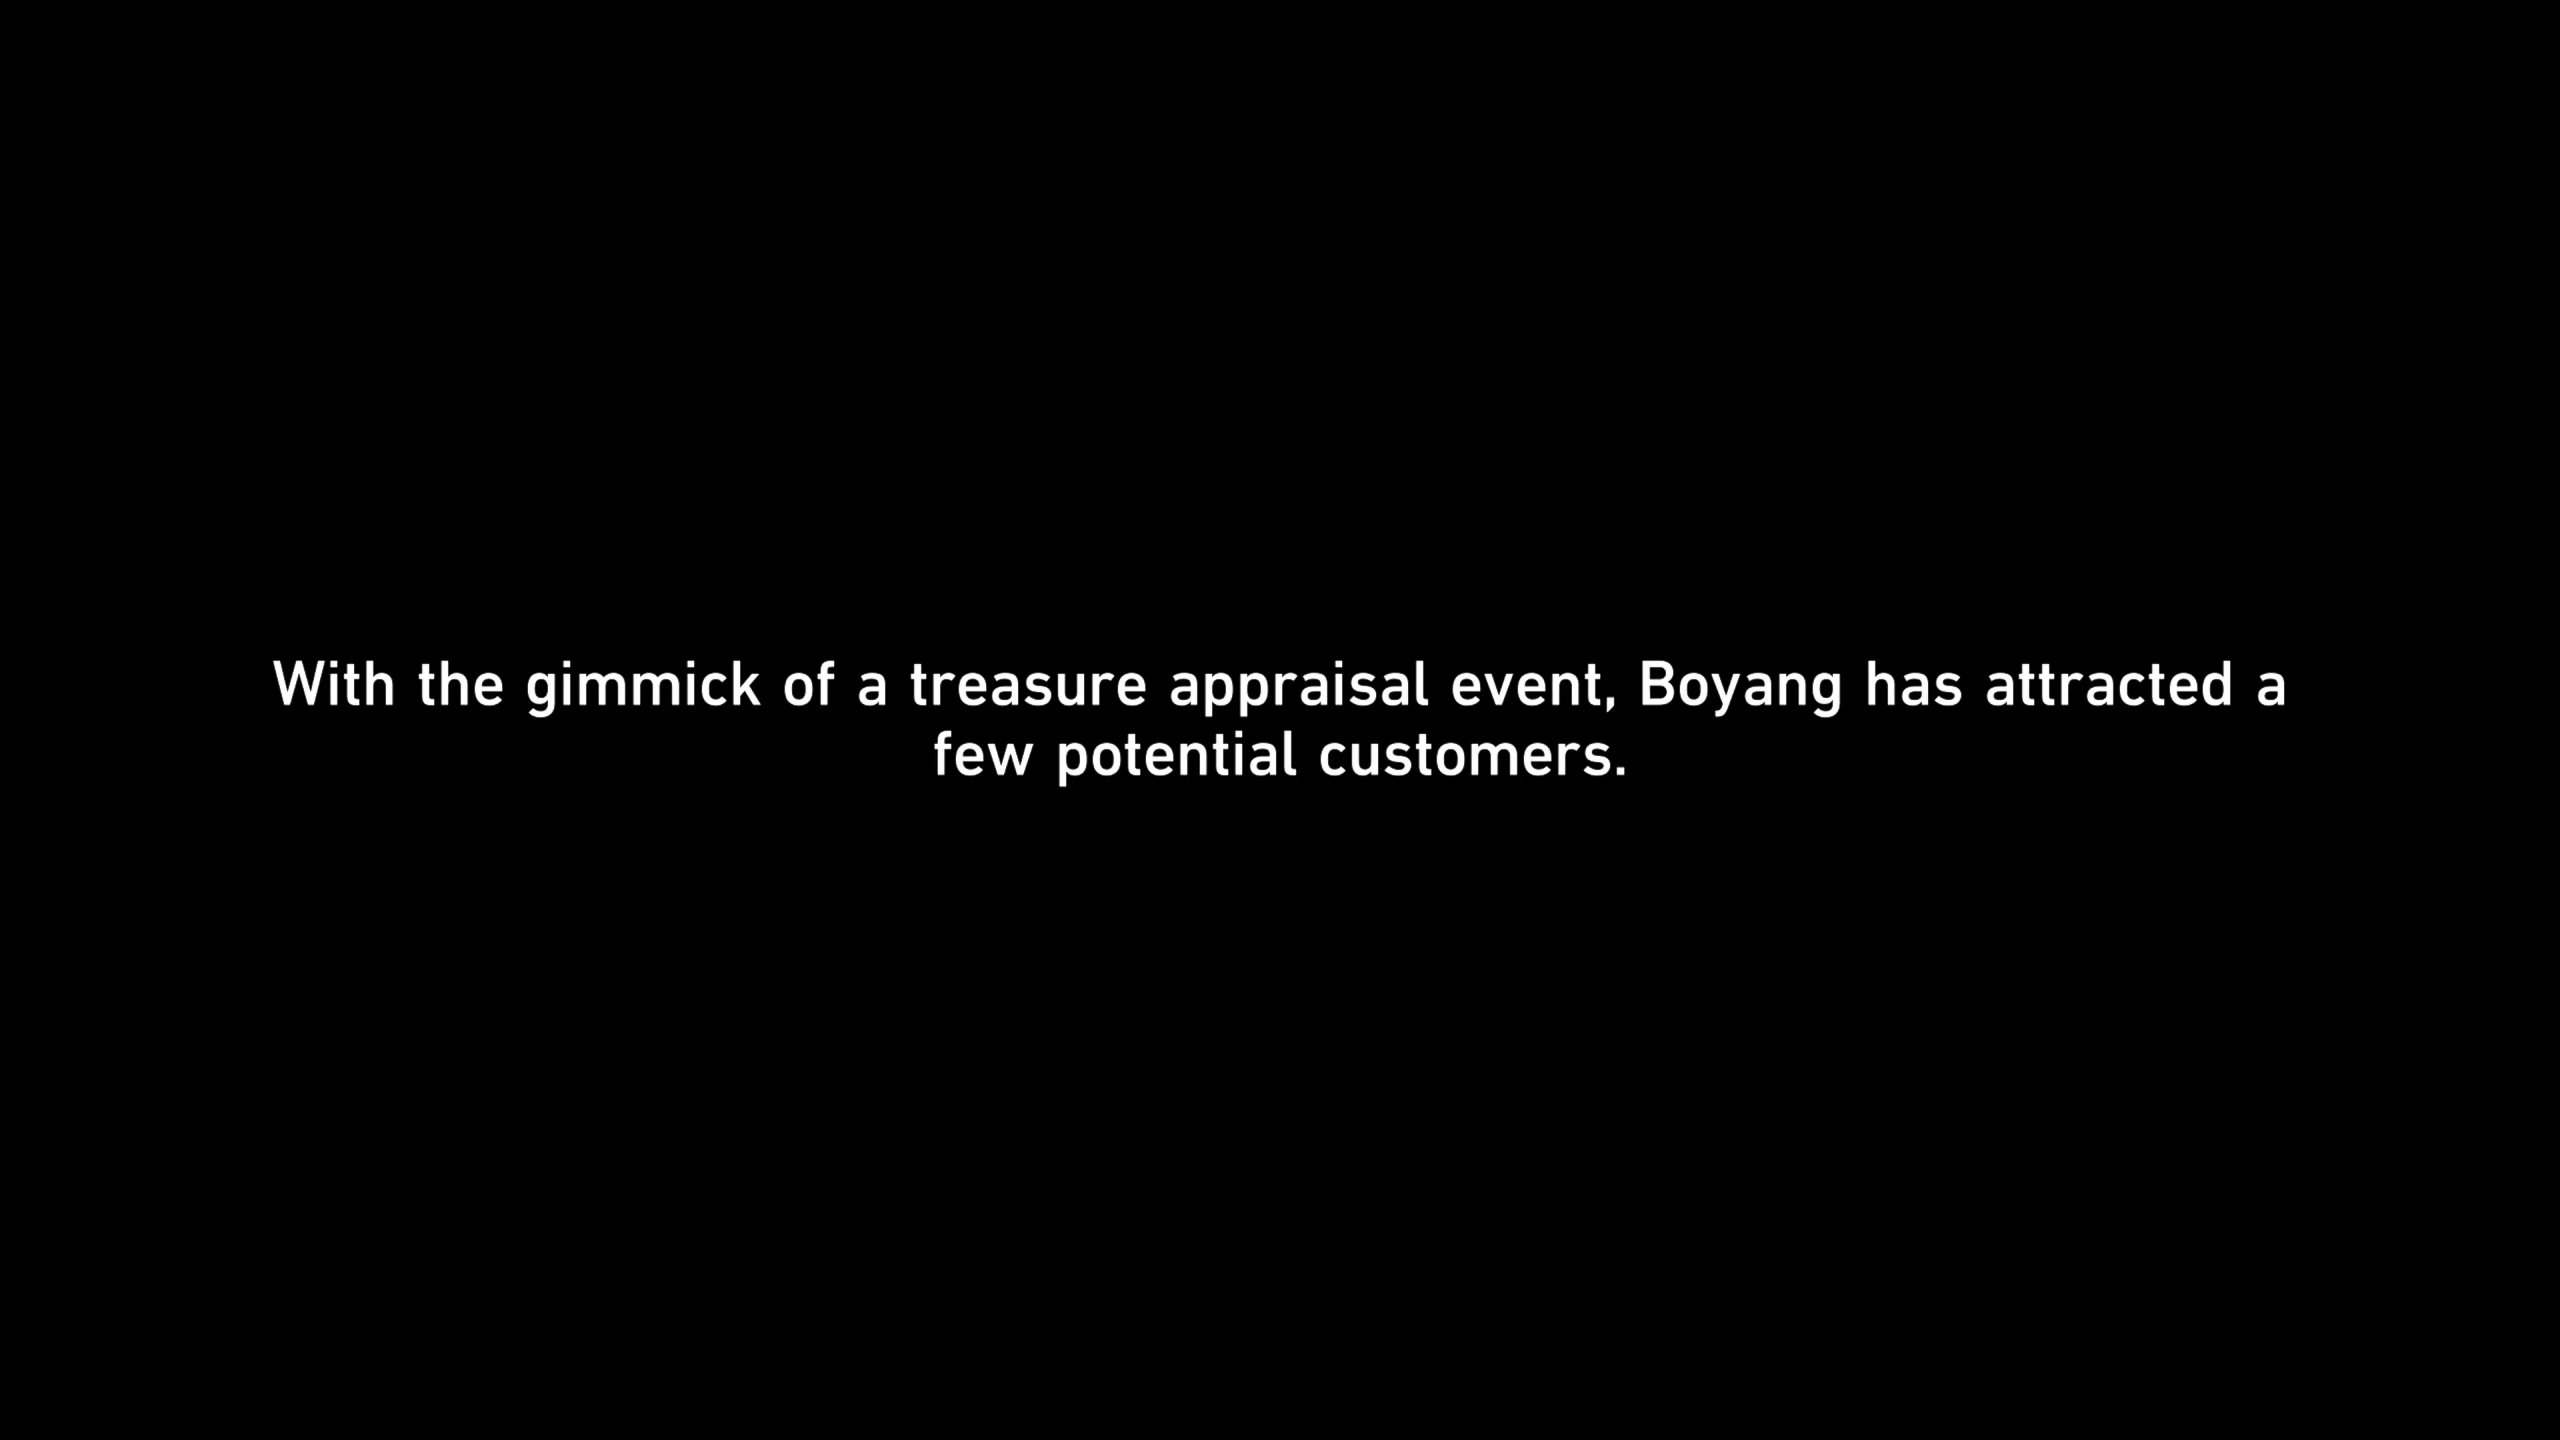 With the gimmick of a treasure appraisal event, Boyang has attracted a
few potential customers.